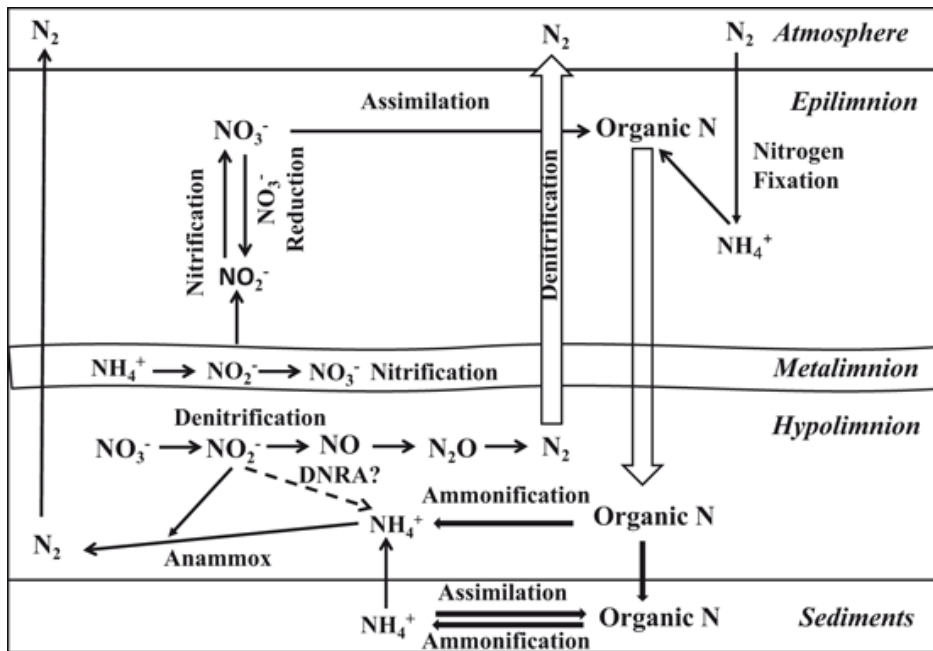 N₂ N₂ N₂ Atmosphere
Epilimnion
Assimilation
NO₃⁻ Organic N
Nitrogen
Fixation
Nitrification
NO₃⁻
Reduction
Denitrification
NH₄⁺
NO₂⁻
NH₄⁺ NO₂⁻ NO₃⁻ Nitrification Metalimnion
Denitrification
Hypolimnion
NO₃⁻ NO₂⁻ NO N₂O N₂
DNRA?
Ammonification
NH₄⁺ Organic N
N₂
Anammox
Assimilation
NH₄⁺ Organic N Sediments
Ammonification